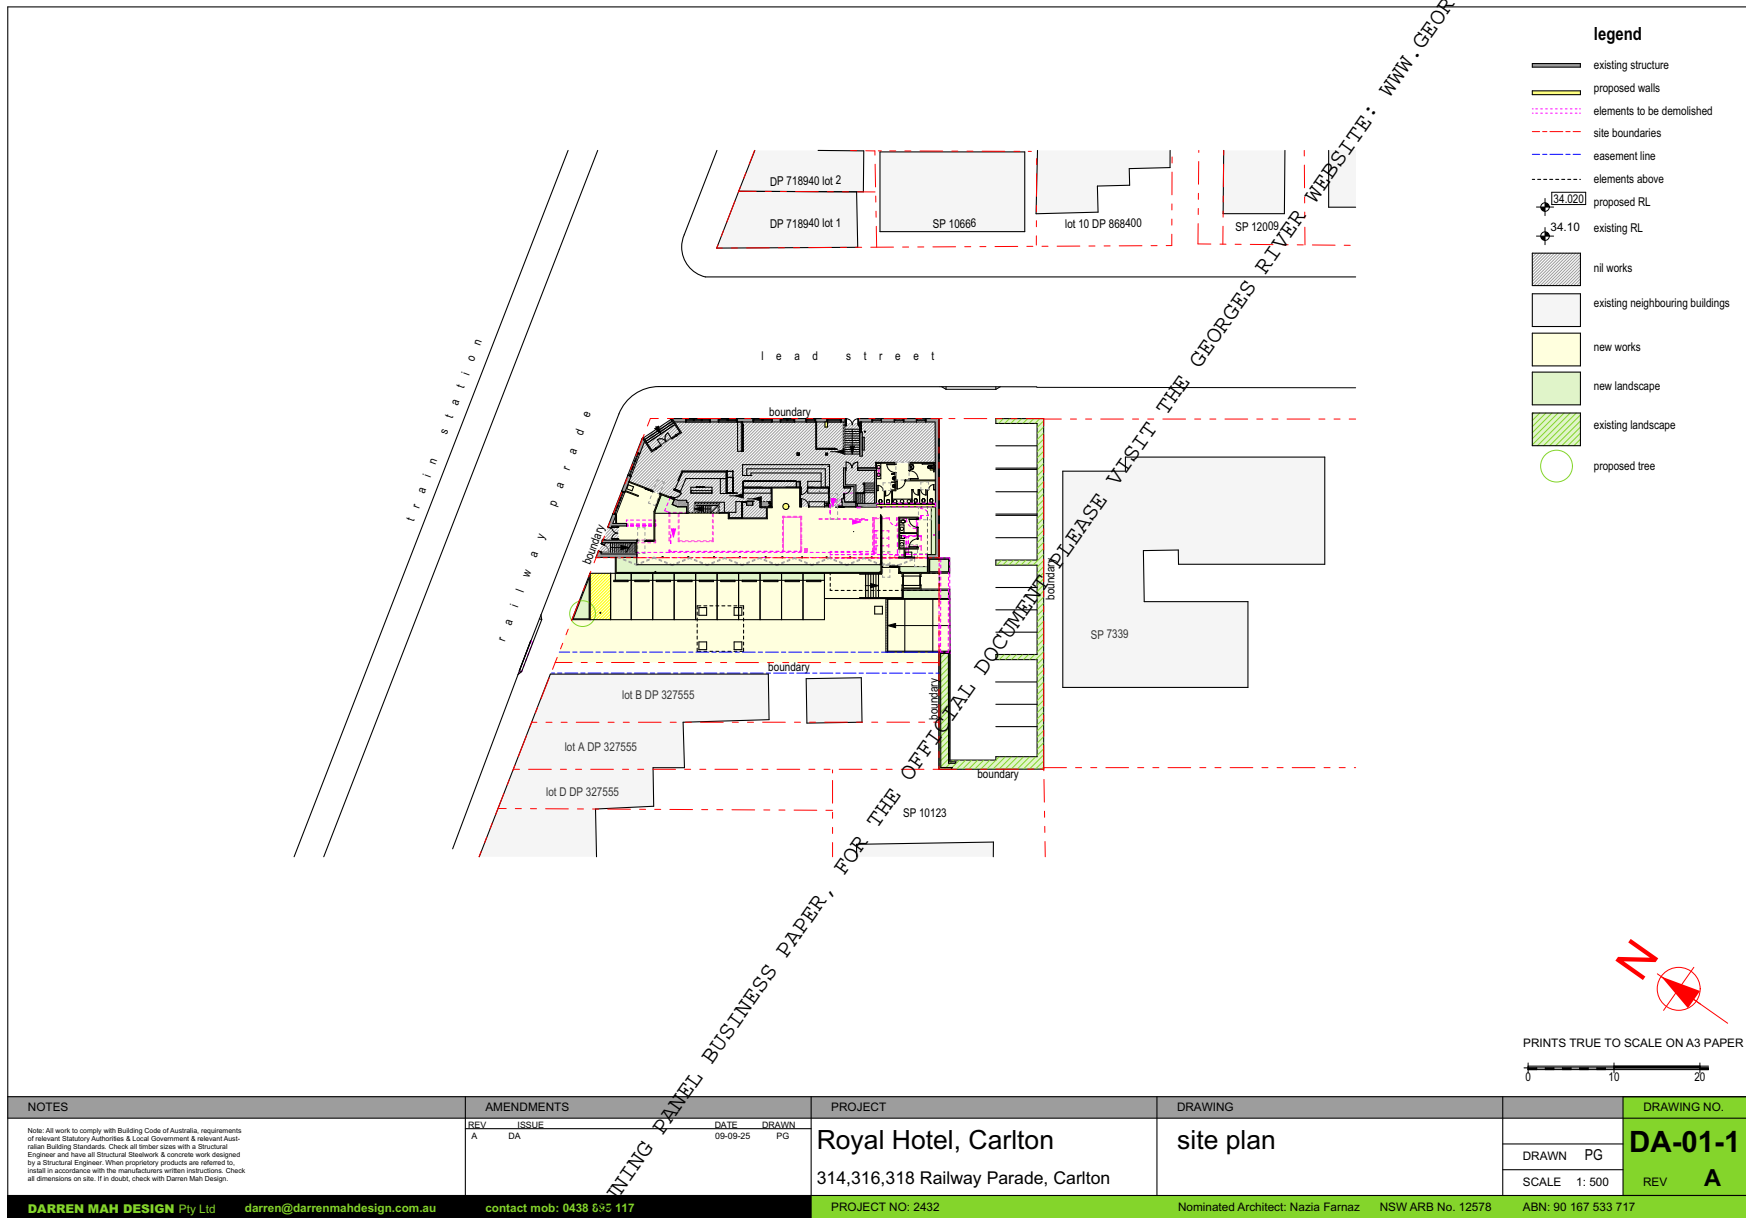 legend
existing structure
proposed walls
elements to be demolished
site boundaries
easement line
elements above
34.020 proposed RL
34.10 existing RL
nil works
existing neighbouring buildings
new works
new landscape
existing landscape
proposed tree
DP 718940 lot 2
DP 718940 lot 1
SP 10666
lot 10 DP 868400
SP 12009
lead street
train station
railway parade
boundary
boundary
boundary
boundary
boundary
boundary
SP 7339
lot B DP 327555
lot A DP 327555
lot D DP 327555
SP 10123
NNING PANEL BUSINESS PAPER, FOR THE OFFICIAL DOCUMENT PLEASE VISIT THE GEORGES RIVER WEBSITE: WWW.GEOR
N
PRINTS TRUE TO SCALE ON A3 PAPER
0 10 20
NOTES
Note: All work to comply with Building Code of Australia, requirements
of relevant Statutory Authorities & Local Government & relevant Aust-
ralian Building Standards. Check all timber sizes with a Structural
Engineer and have all Structural Steelwork & concrete work designed
by a Structural Engineer. When proprietory products are referred to,
install in accordance with the manufacturers written instructions. Check
all dimensions on site. If in doubt, check with Darren Mah Design.
AMENDMENTS
REV ISSUE DATE DRAWN
A DA 09-09-25 PG
PROJECT
Royal Hotel, Carlton
314,316,318 Railway Parade, Carlton
DRAWING
site plan
DRAWN PG
SCALE 1: 500
DRAWING NO.
DA-01-1
REV A
DARREN MAH DESIGN Pty Ltd darren@darrenmahdesign.com.au contact mob: 0438 895 117
PROJECT NO: 2432
Nominated Architect: Nazia Farnaz NSW ARB No. 12578 ABN: 90 167 533 717